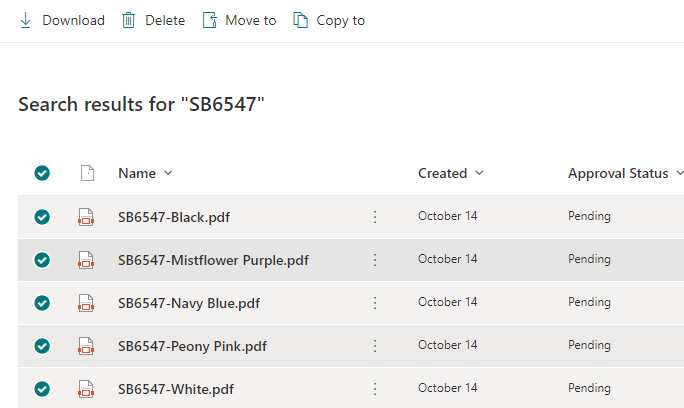 Download Delete Move to Copy to
Search results for "SB6547"
Name Created Approval Status
SB6547-Black.pdf October 14 Pending
SB6547-Mistflower Purple.pdf October 14 Pending
SB6547-Navy Blue.pdf October 14 Pending
SB6547-Peony Pink.pdf October 14 Pending
SB6547-White.pdf October 14 Pending